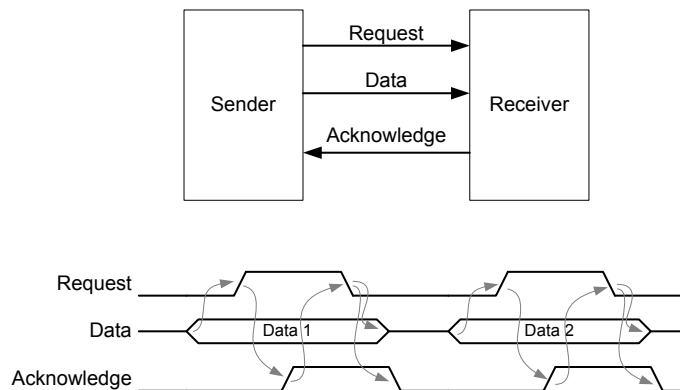 Request
Data
Sender
Receiver
Acknowledge
Request
Data
Data 1
Data 2
Acknowledge